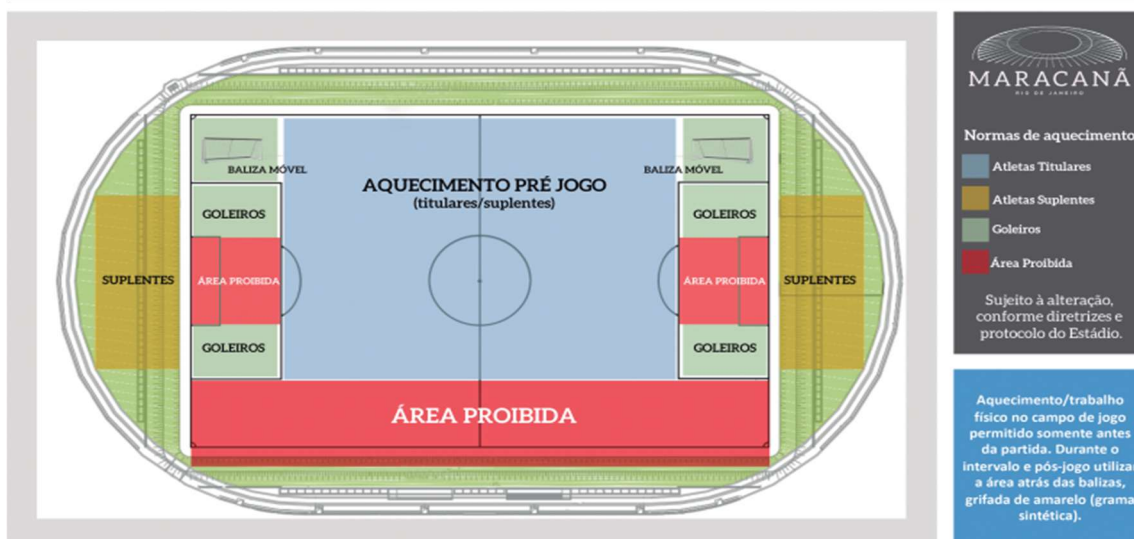 BALIZA MÓVEL
BALIZA MÓVEL
AQUECIMENTO PRÉ JOGO
(titulares/suplentes)
GOLEIROS
GOLEIROS
SUPLENTES
ÁREA PROIBIDA
ÁREA PROIBIDA
SUPLENTES
GOLEIROS
GOLEIROS
ÁREA PROIBIDA
MARACANÃ
RIO DE JANEIRO
Normas de aquecimento
Atletas Titulares
Atletas Suplentes
Goleiros
Área Proibida
Sujeito à alteração,
conforme diretrizes e
protocolo do Estádio.
Aquecimento/trabalho
físico no campo de jogo
permitido somente antes
da partida. Durante o
intervalo e pós-jogo utilizar
a área atrás das balizas,
grifada de amarelo (grama
sintética).